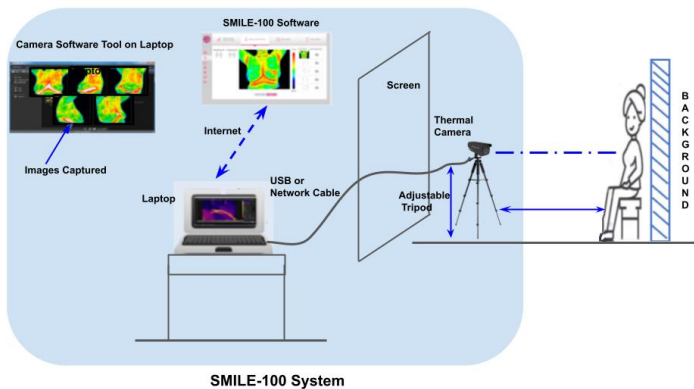 SMILE-100 Software
Camera Software Tool on Laptop
Screen
Thermal
Camera
Internet
Images Captured
USB or
Network Cable
Laptop
Adjustable
Tripod
BACKGROUND
SMILE-100 System